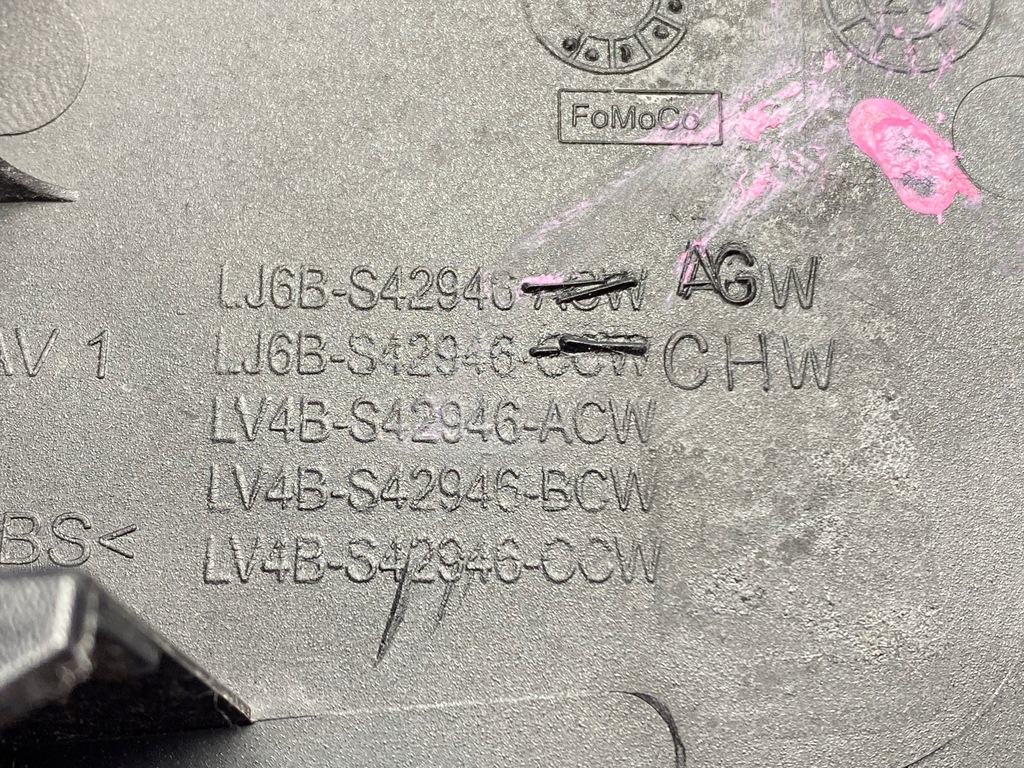 FoMoCo
LJ6B-S42946-ACW AGW
LJ6B-S42946-CCW CHW
AV 1
LV4B-S42946-ACW
LV4B-S42946-BCW
BS<
LV4B-S42946-CCW